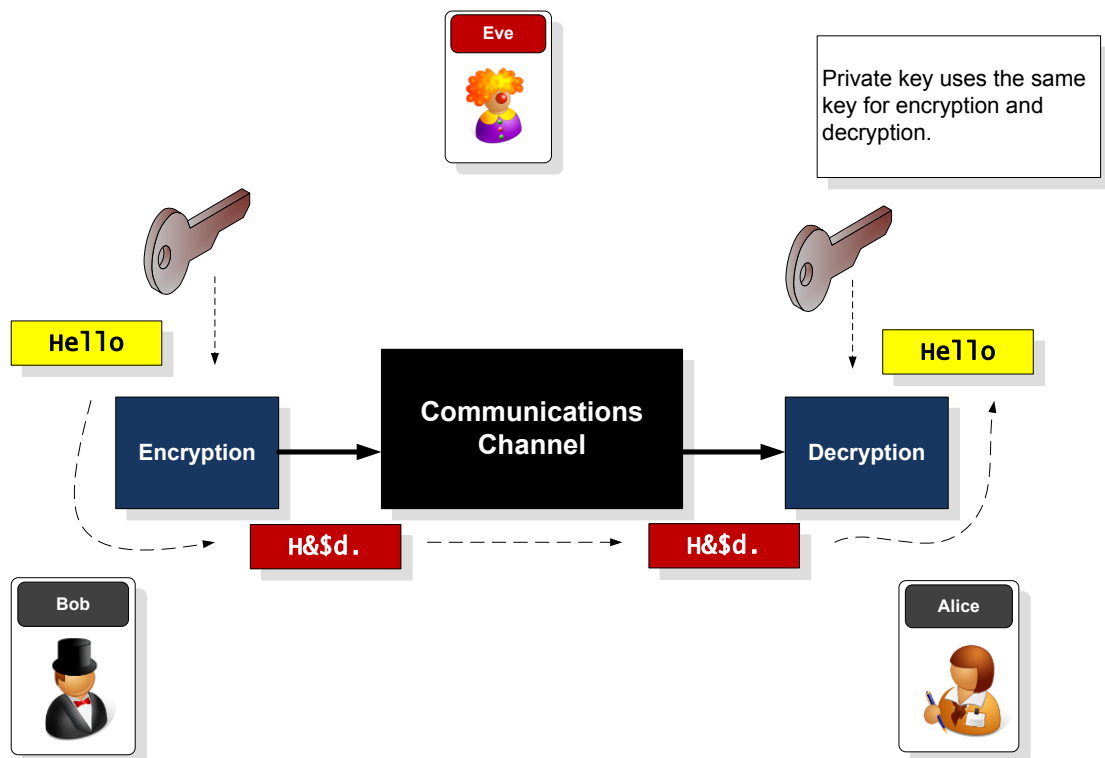 Eve
Private key uses the same
key for encryption and
decryption.
Hello
Hello
Encryption
Communications
Channel
Decryption
H&$d.
H&$d.
Bob
Alice